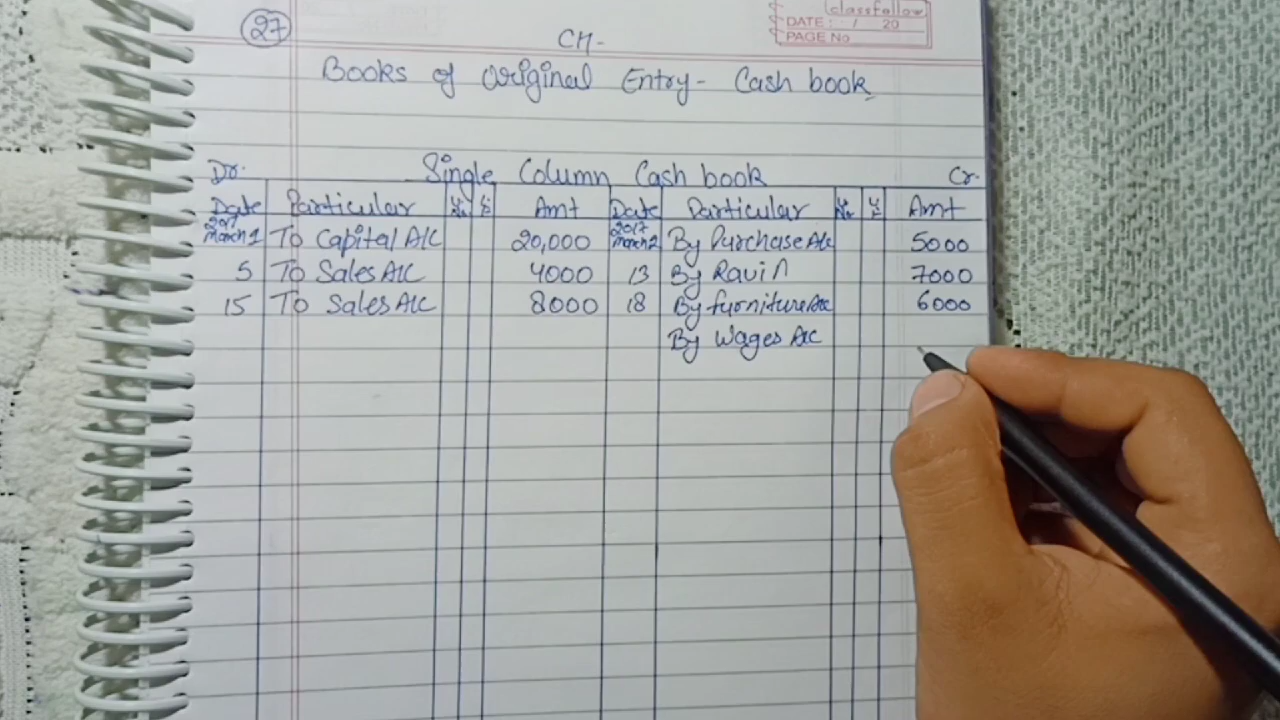 27
classfellow
DATE: / / 20
PAGE No
CH-
Books of Original Entry- Cash book
Dr. Single Column Cash book Cr.
Date Particular Amt Date Particular Amt
2017 March 1 To Capital A/c 20,000 2017 March 2 By Purchase A/c 5000
5 To Sales A/c 4000 13 By Ravi 7000
15 To Sales A/c 8000 18 By furniture A/c 6000
By Wages A/c